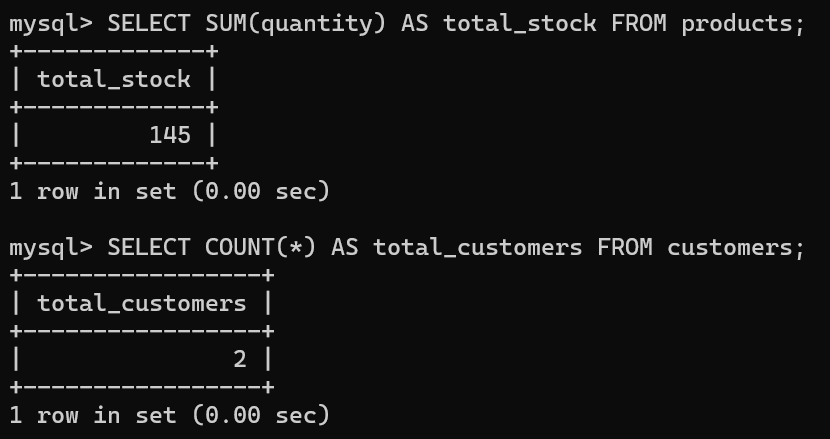 mysql> SELECT SUM(quantity) AS total_stock FROM products;
+-------------+
| total_stock |
+-------------+
|         145 |
+-------------+
1 row in set (0.00 sec)

mysql> SELECT COUNT(*) AS total_customers FROM customers;
+-----------------+
| total_customers |
+-----------------+
|               2 |
+-----------------+
1 row in set (0.00 sec)